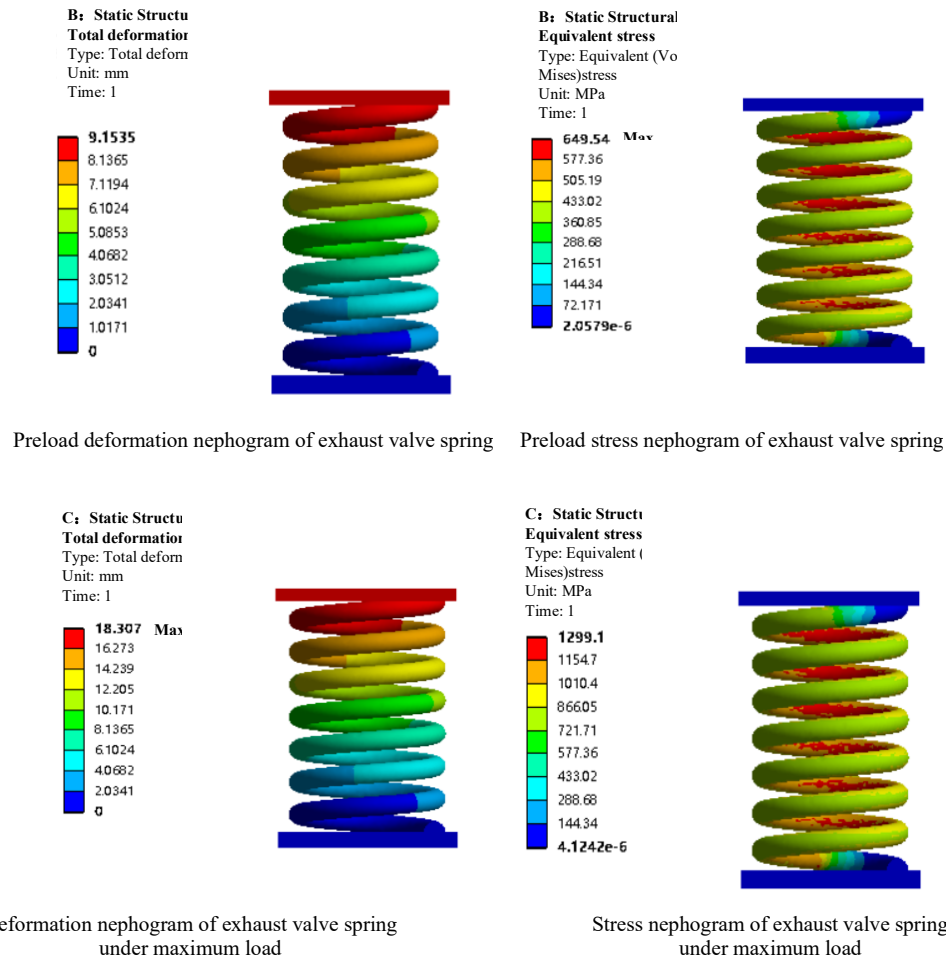 B：Static Structu
Total deformation
Type: Total deforn
Unit: mm
Time: 1
9.1535
8.1365
7.1194
6.1024
5.0853
4.0682
3.0512
2.0341
1.0171
0
B：Static Structural
Equivalent stress
Type: Equivalent (Vo
Mises)stress
Unit: MPa
Time: 1
649.54 Max
577.36
505.19
433.02
360.85
288.68
216.51
144.34
72.171
2.0579e-6
Preload deformation nephogram of exhaust valve spring
Preload stress nephogram of exhaust valve spring
C：Static Structu
Total deformation
Type: Total deforn
Unit: mm
Time: 1
18.307 Max
16.273
14.239
12.205
10.171
8.1365
6.1024
4.0682
2.0341
0
C：Static Structu
Equivalent stress
Type: Equivalent (
Mises)stress
Unit: MPa
Time: 1
1299.1
1154.7
1010.4
866.05
721.71
577.36
433.02
288.68
144.34
4.1242e-6
eformation nephogram of exhaust valve spring
under maximum load
Stress nephogram of exhaust valve spring
under maximum load